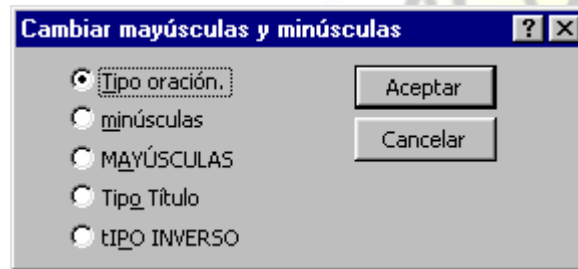 Cambiar mayúsculas y minúsculas
Tipo oración.
minúsculas
MAYÚSCULAS
Tipo Título
tIPO INVERSO
Aceptar
Cancelar